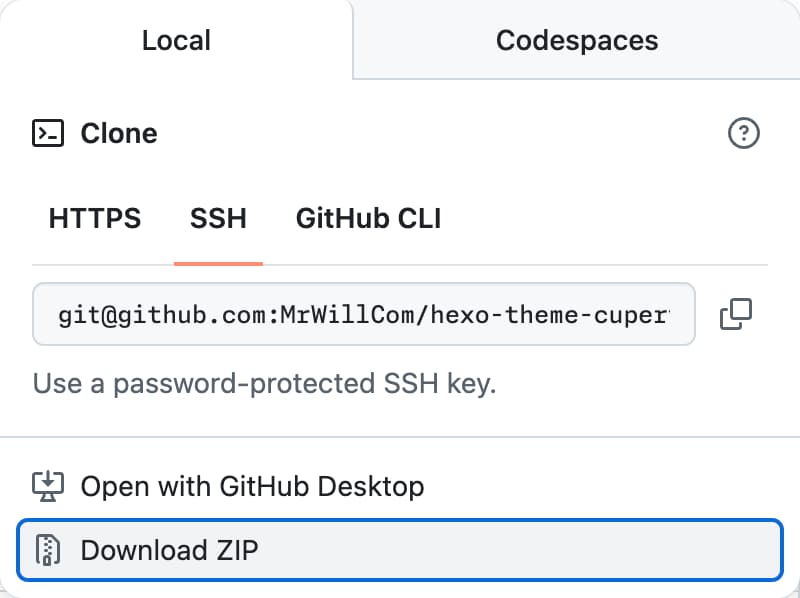 Local
Codespaces
Clone
HTTPS
SSH
GitHub CLI
git@github.com:MrWillCom/hexo-theme-cuper
Use a password-protected SSH key.
Open with GitHub Desktop
Download ZIP